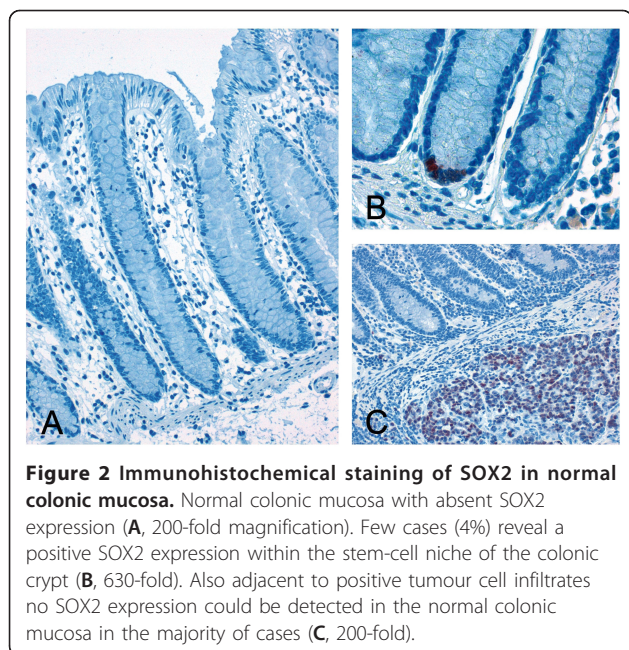 A
B
C
Figure 2 Immunohistochemical staining of SOX2 in normal
colonic mucosa. Normal colonic mucosa with absent SOX2
expression (A, 200-fold magnification). Few cases (4%) reveal a
positive SOX2 expression within the stem-cell niche of the colonic
crypt (B, 630-fold). Also adjacent to positive tumour cell infiltrates
no SOX2 expression could be detected in the normal colonic
mucosa in the majority of cases (C, 200-fold).